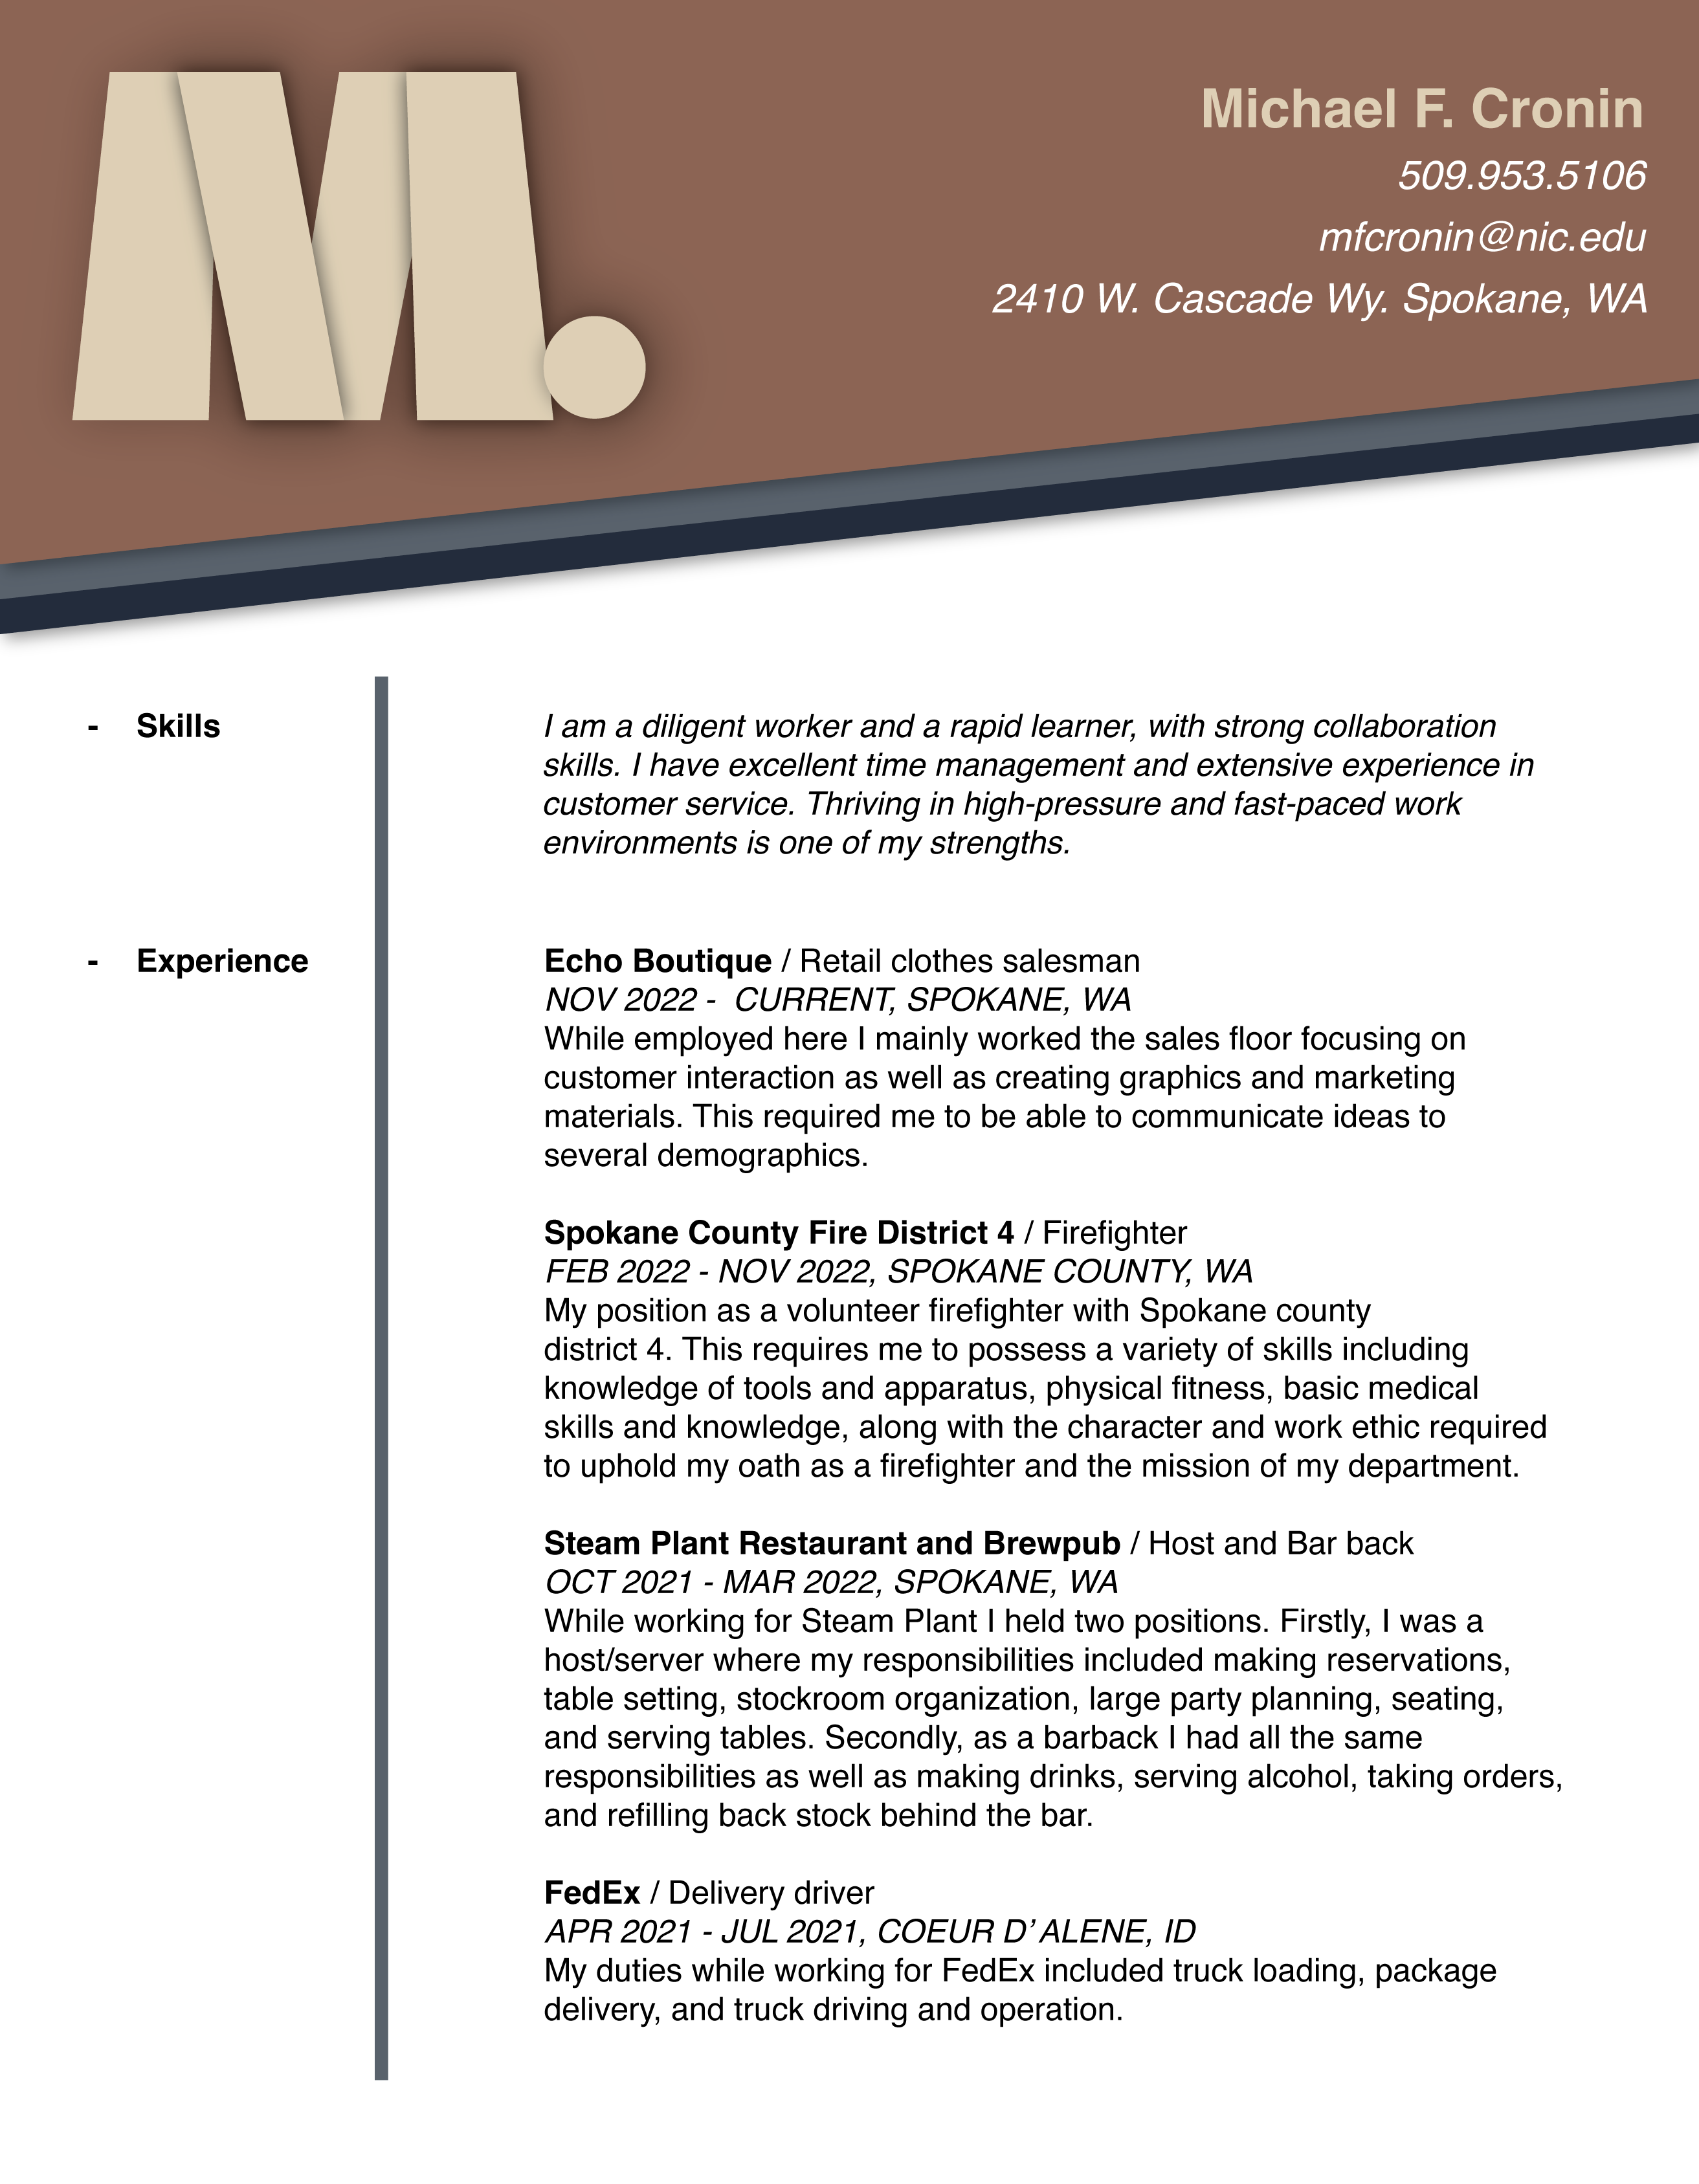 M.
Michael F. Cronin
509.953.5106
mfcronin@nic.edu
2410 W. Cascade Wy. Spokane, WA
- Skills
I am a diligent worker and a rapid learner, with strong collaboration
skills. I have excellent time management and extensive experience in
customer service. Thriving in high-pressure and fast-paced work
environments is one of my strengths.
- Experience
Echo Boutique / Retail clothes salesman
NOV 2022 - CURRENT, SPOKANE, WA
While employed here I mainly worked the sales floor focusing on
customer interaction as well as creating graphics and marketing
materials. This required me to be able to communicate ideas to
several demographics.
Spokane County Fire District 4 / Firefighter
FEB 2022 - NOV 2022, SPOKANE COUNTY, WA
My position as a volunteer firefighter with Spokane county
district 4. This requires me to possess a variety of skills including
knowledge of tools and apparatus, physical fitness, basic medical
skills and knowledge, along with the character and work ethic required
to uphold my oath as a firefighter and the mission of my department.
Steam Plant Restaurant and Brewpub / Host and Bar back
OCT 2021 - MAR 2022, SPOKANE, WA
While working for Steam Plant I held two positions. Firstly, I was a
host/server where my responsibilities included making reservations,
table setting, stockroom organization, large party planning, seating,
and serving tables. Secondly, as a barback I had all the same
responsibilities as well as making drinks, serving alcohol, taking orders,
and refilling back stock behind the bar.
FedEx / Delivery driver
APR 2021 - JUL 2021, COEUR D’ ALENE, ID
My duties while working for FedEx included truck loading, package
delivery, and truck driving and operation.